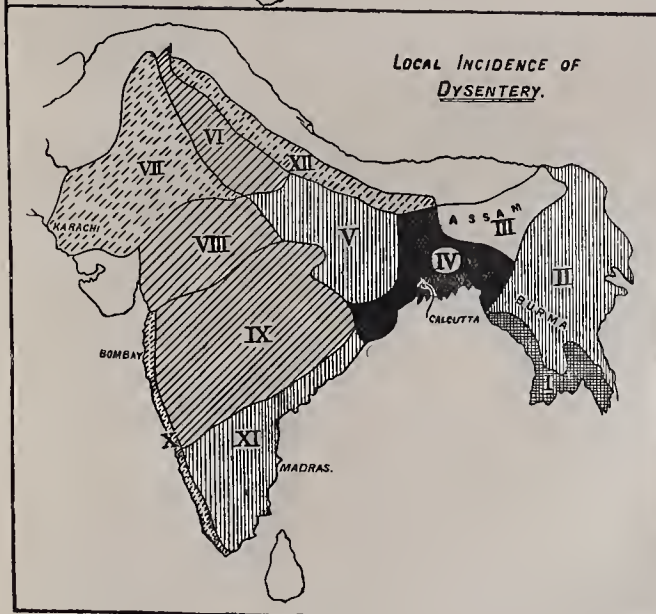 LOCAL INCIDENCE OF
DYSENTERY.
VI
XII
VII
KARACHI
V
ASSAM
III
VIII
IV
II
CALCUTTA
BURMA
BOMBAY
IX
I
X
XI
MADRAS.